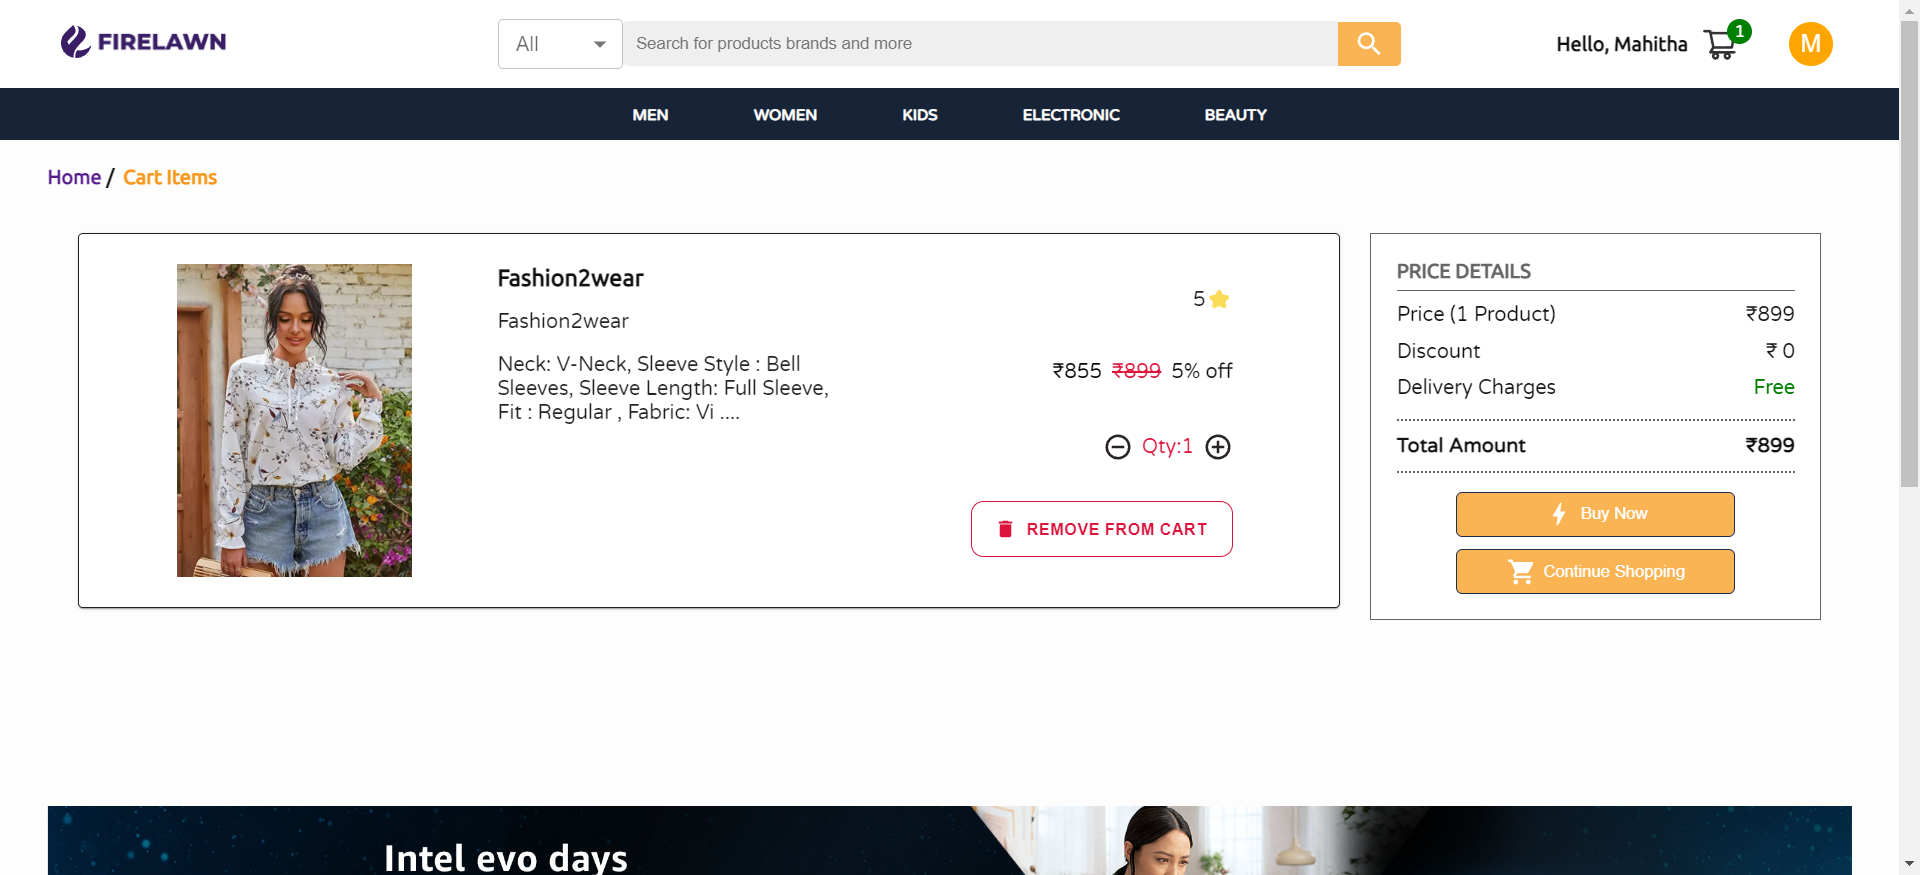 FIRELAWN
All
Search for products brands and more
Hello, Mahitha
1
M
MEN
WOMEN
KIDS
ELECTRONIC
BEAUTY
Home / Cart Items
Fashion2wear
Fashion2wear
Neck: V-Neck, Sleeve Style : Bell
Sleeves, Sleeve Length: Full Sleeve,
Fit : Regular , Fabric: Vi ....
5
₹855 ₹899 5% off
Qty:1
REMOVE FROM CART
PRICE DETAILS
Price (1 Product) ₹899
Discount ₹ 0
Delivery Charges Free
Total Amount ₹899
Buy Now
Continue Shopping
Intel evo days